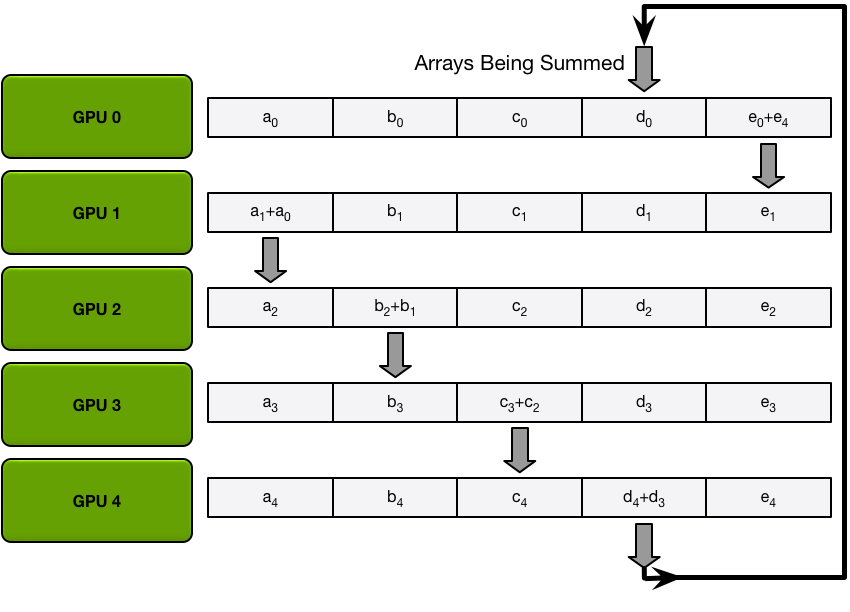 Arrays Being Summed
GPU 0 a₀ b₀ c₀ d₀ e₀+e₄
GPU 1 a₁+a₀ b₁ c₁ d₁ e₁
GPU 2 a₂ b₂+b₁ c₂ d₂ e₂
GPU 3 a₃ b₃ c₃+c₂ d₃ e₃
GPU 4 a₄ b₄ c₄ d₄+d₃ e₄